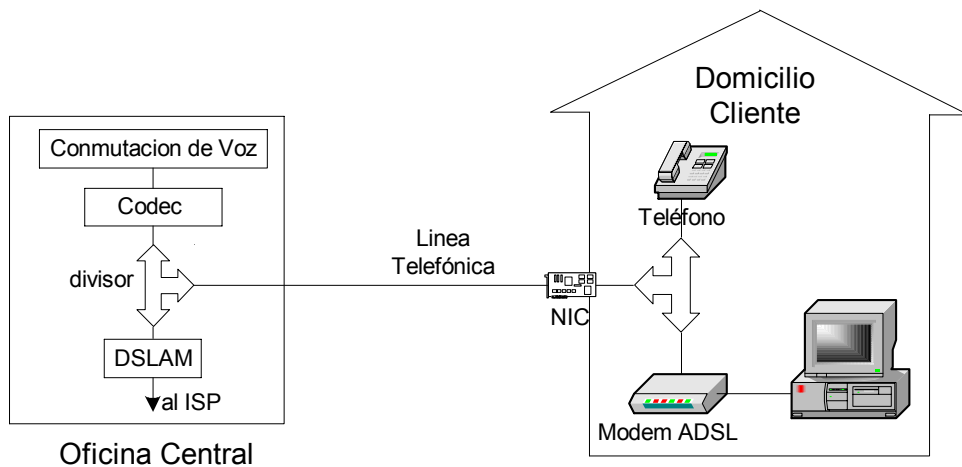 Domicilio
Cliente
Conmutacion de Voz
Codec
Teléfono
Linea
Telefónica
divisor
NIC
DSLAM
al ISP
Modem ADSL
Oficina Central